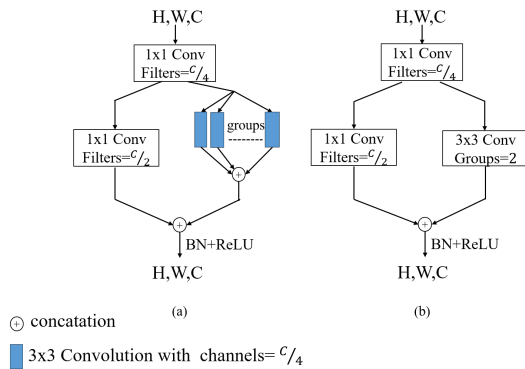 H,W,C
1x1 Conv
Filters=C/4
groups
1x1 Conv
Filters=C/2
BN+ReLU
H,W,C
(a)
H,W,C
1x1 Conv
Filters=C/4
1x1 Conv
Filters=C/2
3x3 Conv
Groups=2
BN+ReLU
H,W,C
(b)
concatation
3x3 Convolution with channels= C/4